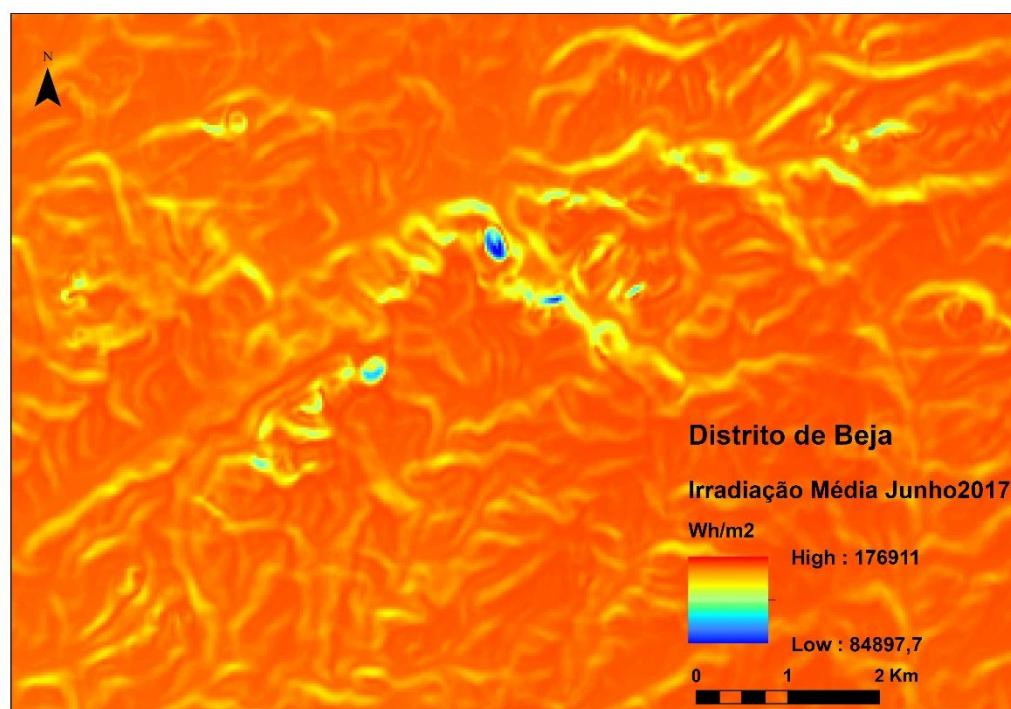 N
Distrito de Beja
Irradiação Média Junho2017
Wh/m2
High : 176911
Low : 84897,7
0 1 2 Km